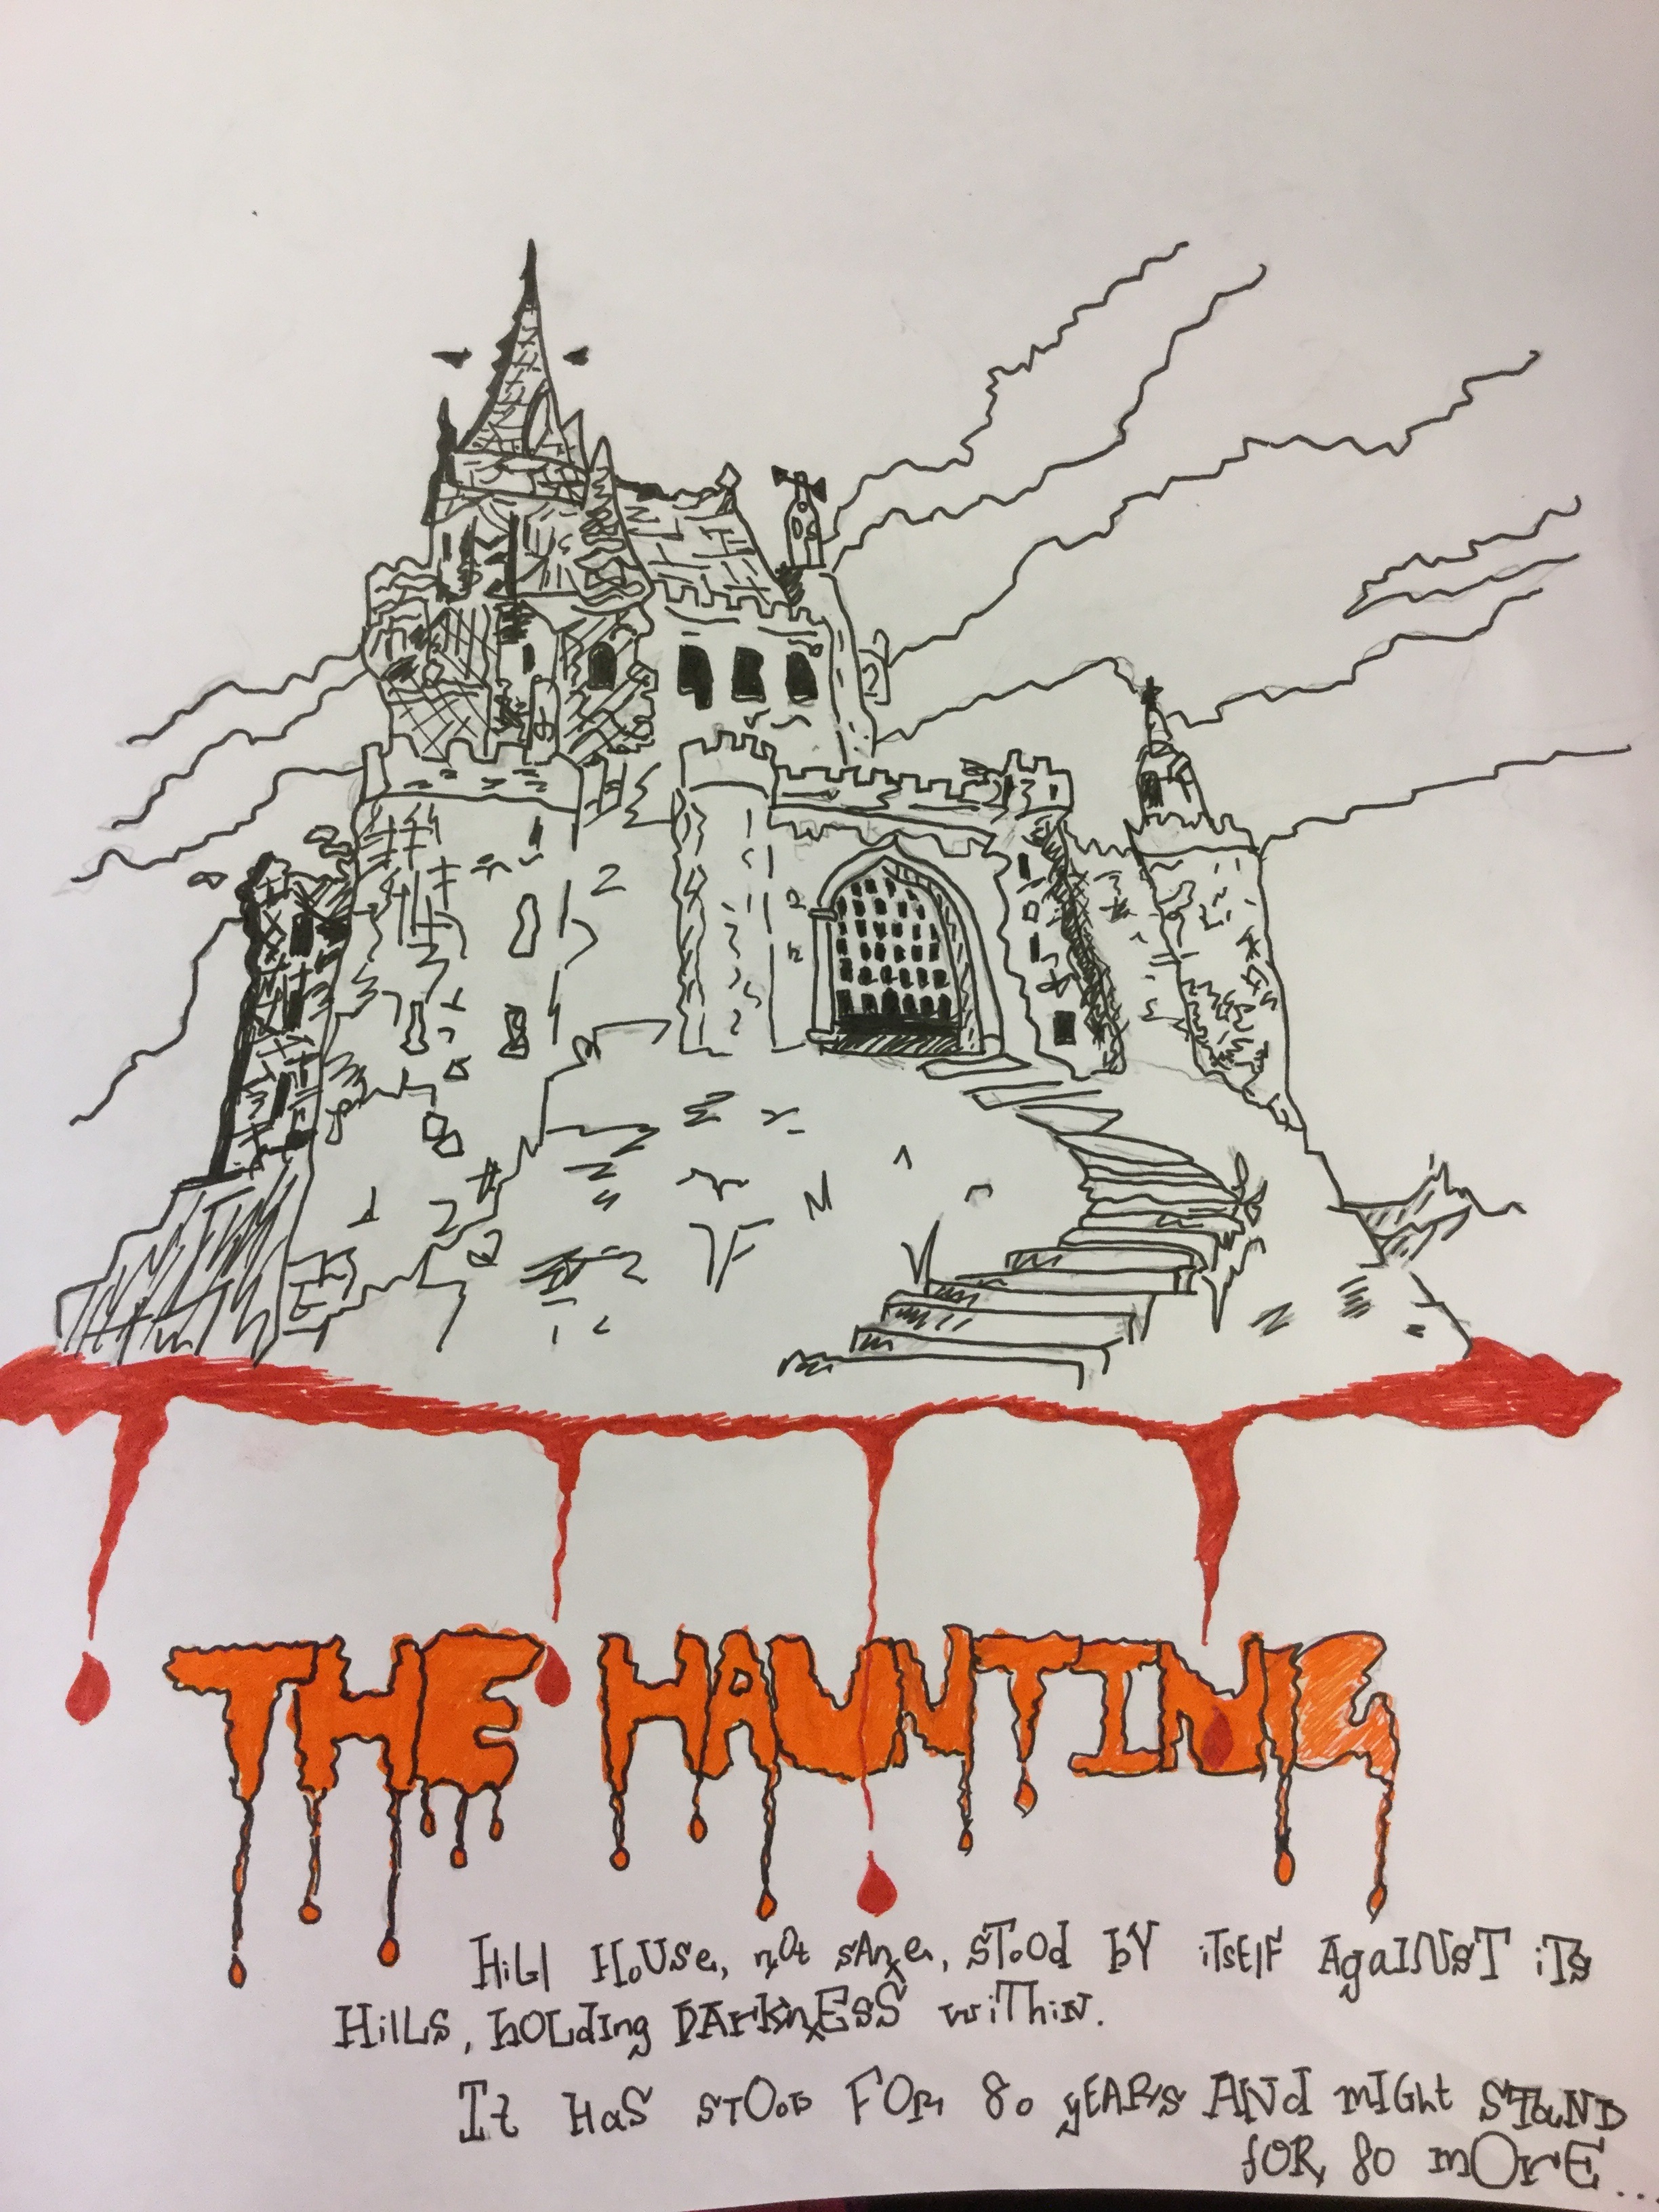 THE HAUNTING
HiLl HoUSe, noT SAne, SToOd bY iTsElF AgaINsT iTs
HillS, hOLdIng DArKnEsS wiThiN.
IT HaS STOoD FOR 80 yEARs ANd mIGht STaND
fOR 80 mOrE...